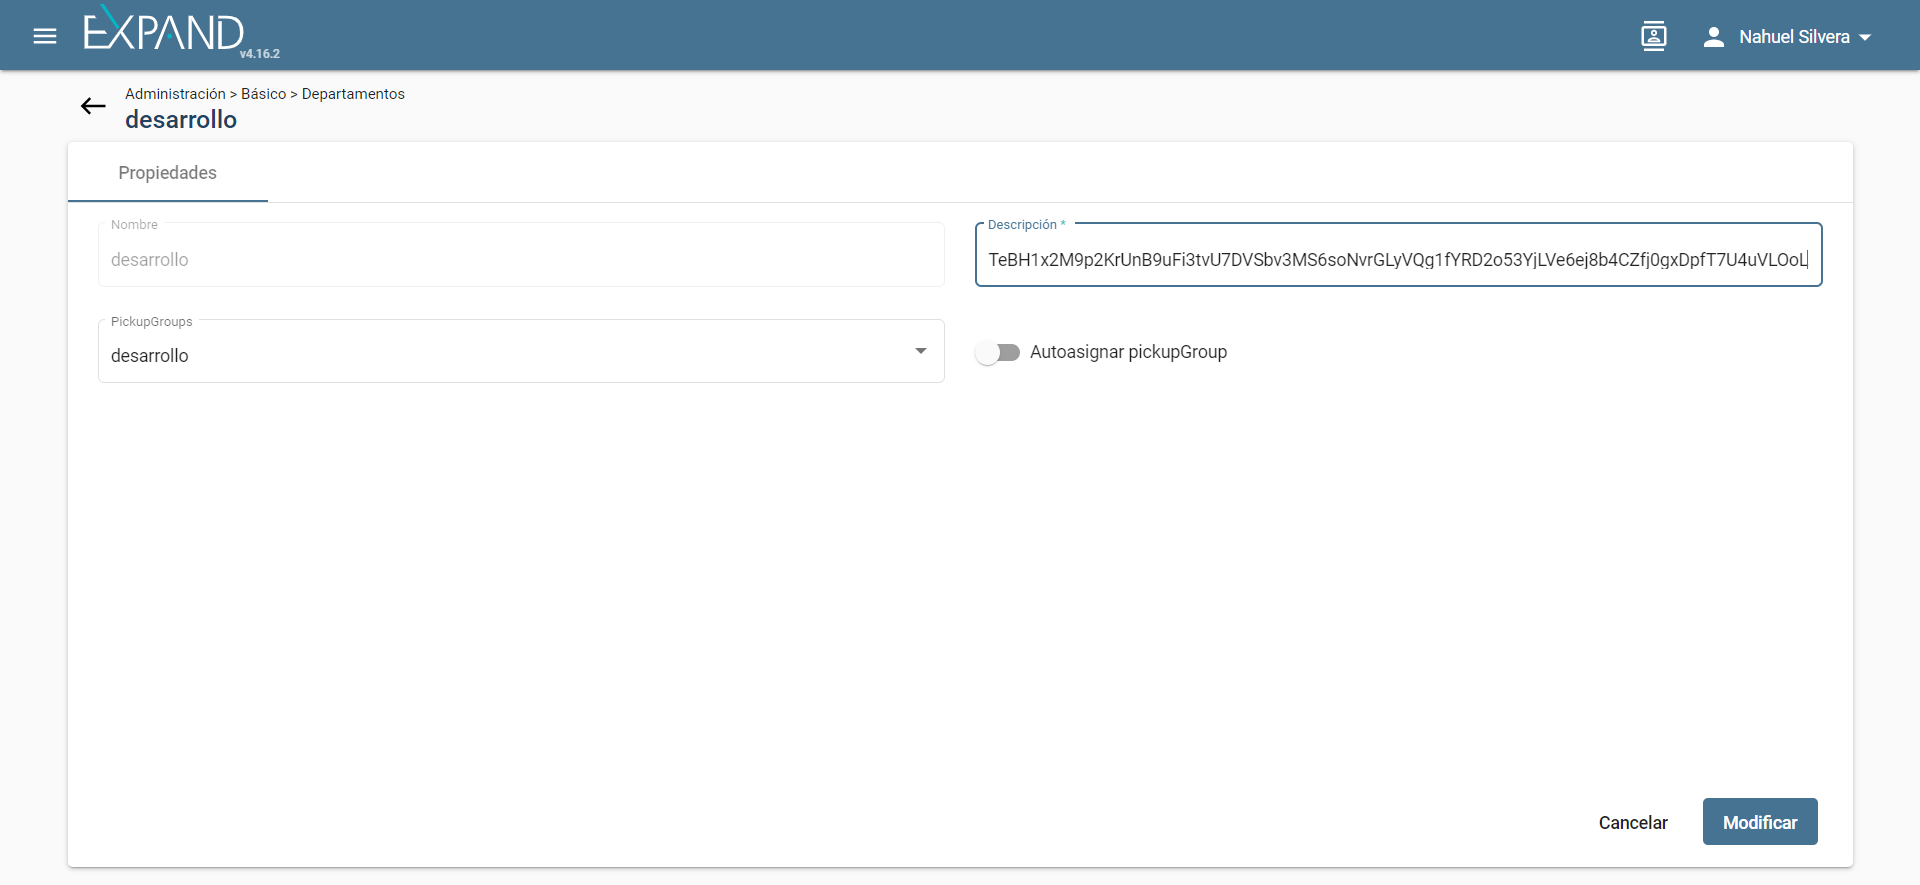 EXPAND
v4.16.2
Nahuel Silvera
Administración > Básico > Departamentos
desarrollo
Propiedades
Nombre
desarrollo
Descripción *
TeBH1x2M9p2KrUnB9uFi3tvU7DVSbv3MS6soNvrGLyVQg1fYRD2o53YjLVe6ej8b4CZfj0gxDpfT7U4uVLOoL
PickupGroups
desarrollo
Autoasignar pickupGroup
Cancelar
Modificar